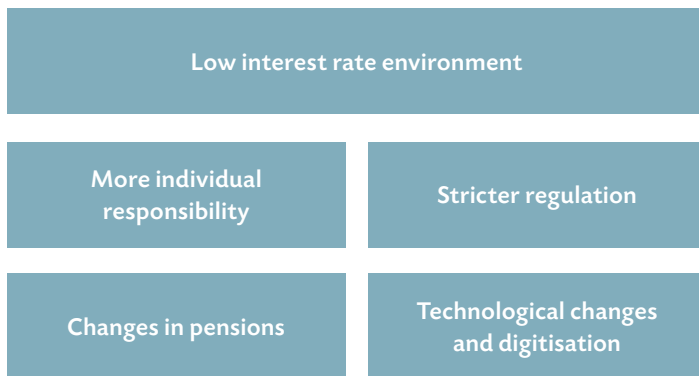 Low interest rate environment
More individual
responsibility
Stricter regulation
Changes in pensions
Technological changes
and digitisation